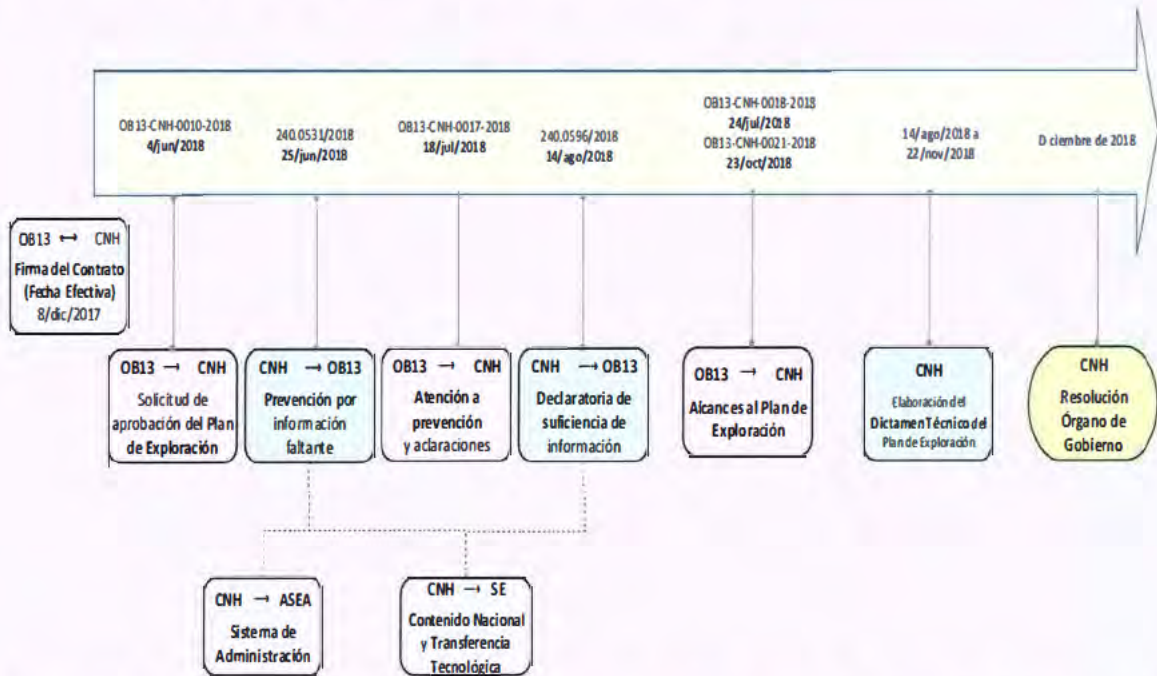 OB13-CNH-0010-2018
4/jun/2018
240.0531/2018
25/jun/2018
OB13-CNH-0017-2018
18/jul/2018
240.0596/2018
14/ago/2018
OB13-CNH-0018-2018
24/jul/2018
OB13-CNH-0021-2018
23/oct/2018
14/ago/2018 a
22/nov/2018
Diciembre de 2018
OB13 ↔ CNH
Firma del Contrato
(Fecha Efectiva)
8/dic/2017
OB13 → CNH
Solicitud de
aprobación del Plan
de Exploración
CNH → OB13
Prevención por
información
faltante
OB13 → CNH
Atención a
prevención
y aclaraciones
CNH → OB13
Declaratoria de
suficiencia de
información
OB13 → CNH
Alcances al Plan de
Exploración
CNH
Elaboración del
Dictamen Técnico del
Plan de Exploración
CNH
Resolución
Órgano de
Gobierno
CNH → ASEA
Sistema de
Administración
CNH → SE
Contenido Nacional
y Transferencia
Tecnológica